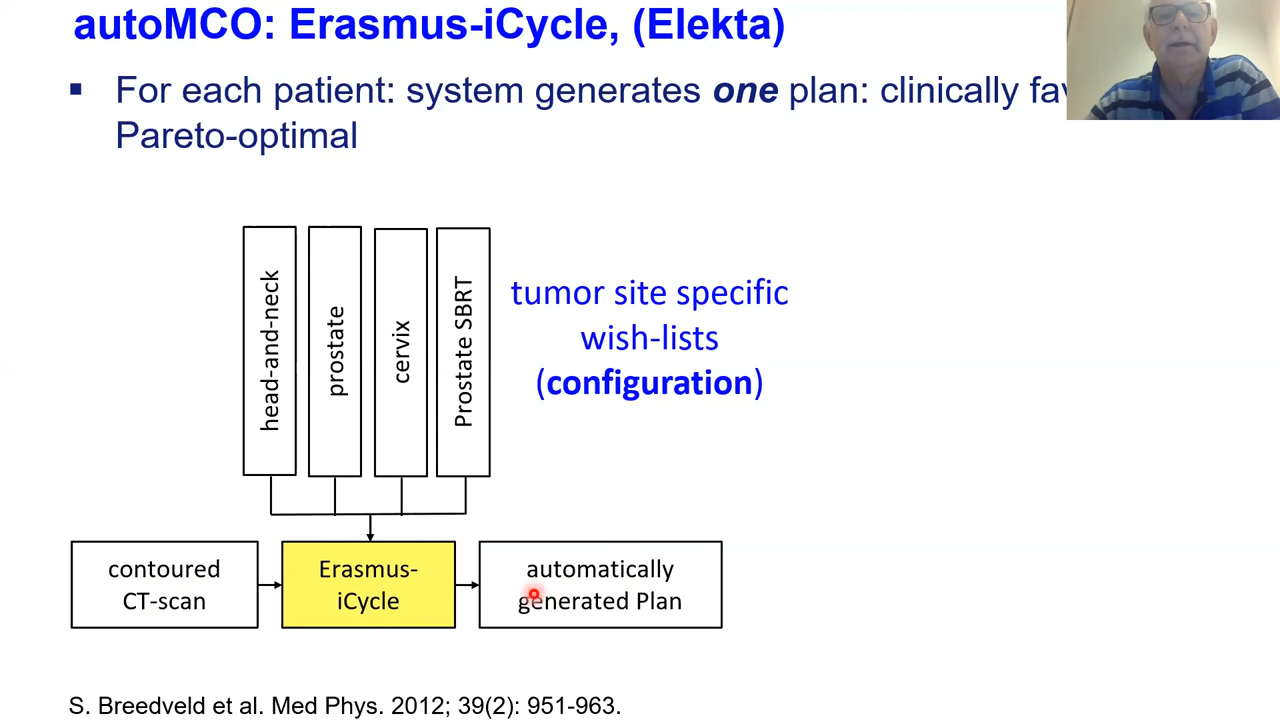 autoMCO: Erasmus-iCycle, (Elekta)
▪ For each patient: system generates one plan: clinically
Pareto-optimal
head-and-neck
prostate
cervix
Prostate SBRT
tumor site specific
wish-lists
(configuration)
contoured
CT-scan
Erasmus-
iCycle
automatically
generated Plan
S. Breedveld et al. Med Phys. 2012; 39(2): 951-963.